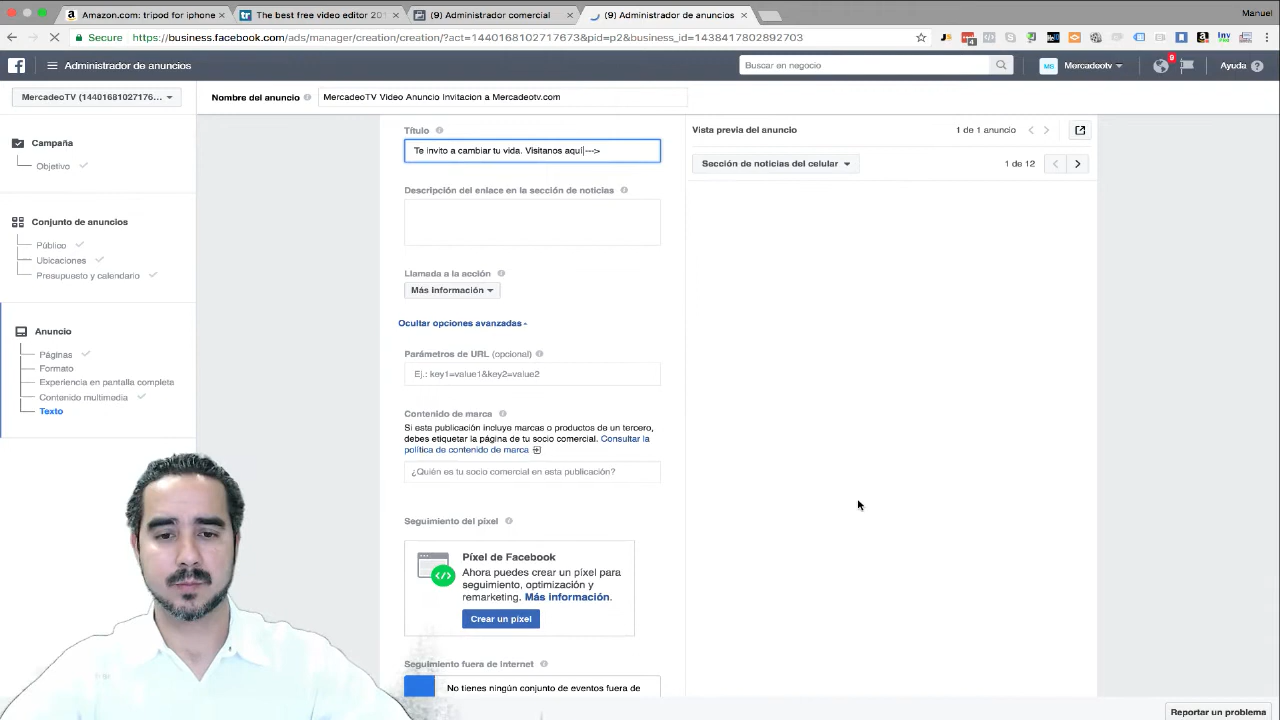 Amazon.com: tripod for iphone
The best free video editor 201
(9) Administrador comercial
(9) Administrador de anuncios
Manuel
Secure
https://business.facebook.com/ads/manager/creation/creation/?act=1440168102717673&pid=p2&business_id=1438417802892703
Administrador de anuncios
Buscar en negocio
MS
Mercadeotv
9
Ayuda
MercadeoTV (14401681027176...
Nombre del anuncio
MercadeoTV Video Anuncio Invitacion a Mercadeotv.com
Campaña
Objetivo
Conjunto de anuncios
Público
Ubicaciones
Presupuesto y calendario
Anuncio
Páginas
Formato
Experiencia en pantalla completa
Contenido multimedia
Texto
Título
Te invito a cambiar tu vida. Visitanos aquí--->
Descripción del enlace en la sección de noticias
Llamada a la acción
Más información
Ocultar opciones avanzadas
Parámetros de URL (opcional)
Ej.: key1=value1&key2=value2
Contenido de marca
Si esta publicación incluye marcas o productos de un tercero,
debes etiquetar la página de tu socio comercial. Consultar la
política de contenido de marca
¿Quién es tu socio comercial en esta publicación?
Seguimiento del píxel
Píxel de Facebook
Ahora puedes crear un píxel para
seguimiento, optimización y
remarketing. Más información.
Crear un píxel
Seguimiento fuera de Internet
No tienes ningún conjunto de eventos fuera de
Vista previa del anuncio
1 de 1 anuncio
Sección de noticias del celular
1 de 12
Reportar un problema